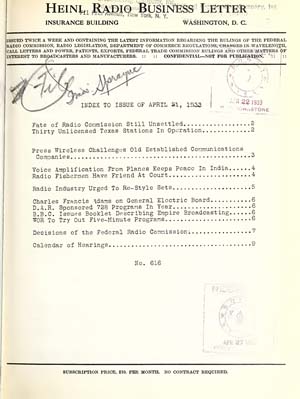 HEINL RADIO BUSINESS LETTER
INSURANCE BUILDING WASHINGTON, D. C.
ISSUED TWICE A WEEK AND CONTAINING THE LATEST INFORMATION REGARDING THE RULINGS OF THE FEDERAL
RADIO COMMISSION, RADIO LEGISLATION, DEPARTMENT OF COMMERCE REGULATIONS, CHANGES IN WAVELENGTH,
CALL LETTERS AND POWER, PATENTS, EXPORTS, FEDERAL TRADE COMMISSION RULINGS AND OTHER MATTERS OF
INTEREST TO BROADCASTERS AND MANUFACTURERS. :: :: CONFIDENTIAL—NOT FOR PUBLICATION. :: ::
File
Sprague
22 1933
INDEX TO ISSUE OF APRIL 21, 1933
Fate of Radio Commission Still Unsettled.............2
Thirty Unlicensed Texas Stations In Operation........2
Press Wireless Challenges Old Established Communications
Companies..........3
Voice Amplification From Planes Keeps Peace In India....4
Radio Fishermen Have Friend At Court............4
Radio Industry Urged To Re-Style Sets............5
Charles Francis Adams on General Electric Board.........6
D.A.R. Sponsored 728 Programs In Year............6
B.B.C. Issues Booklet Describing Empire Broadcasting....6
WOR To Try Out Five-Minute Programs............6
Decisions of the Federal Radio Commission............7
Calendar of Hearings............9
No. 616
SUBSCRIPTION PRICE, $10. PER MONTH. NO CONTRACT REQUIRED.